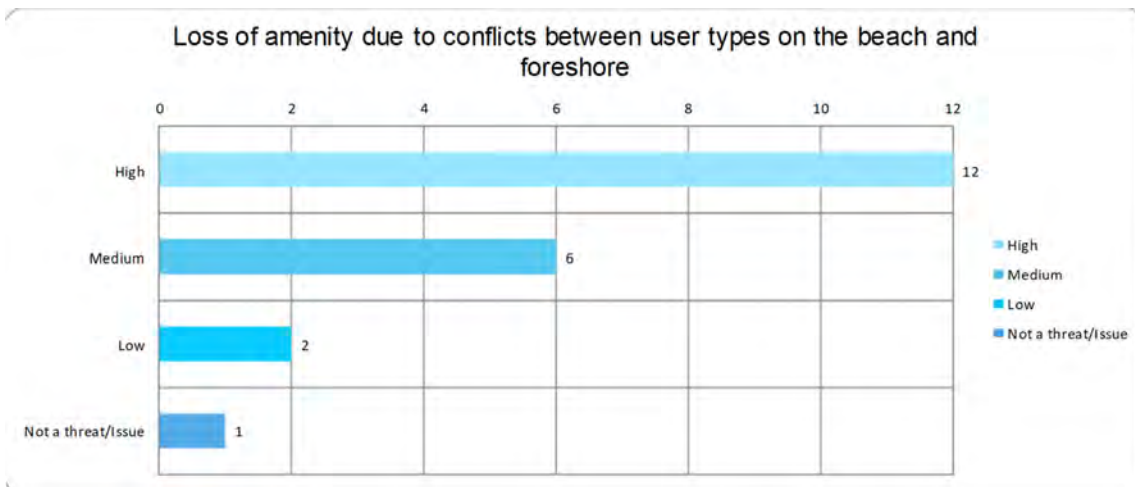 Loss of amenity due to conflicts between user types on the beach and
foreshore
0 2 4 6 8 10 12
High 12
Medium 6
Low 2
Not a threat/Issue 1
High
Medium
Low
Not a threat/Issue